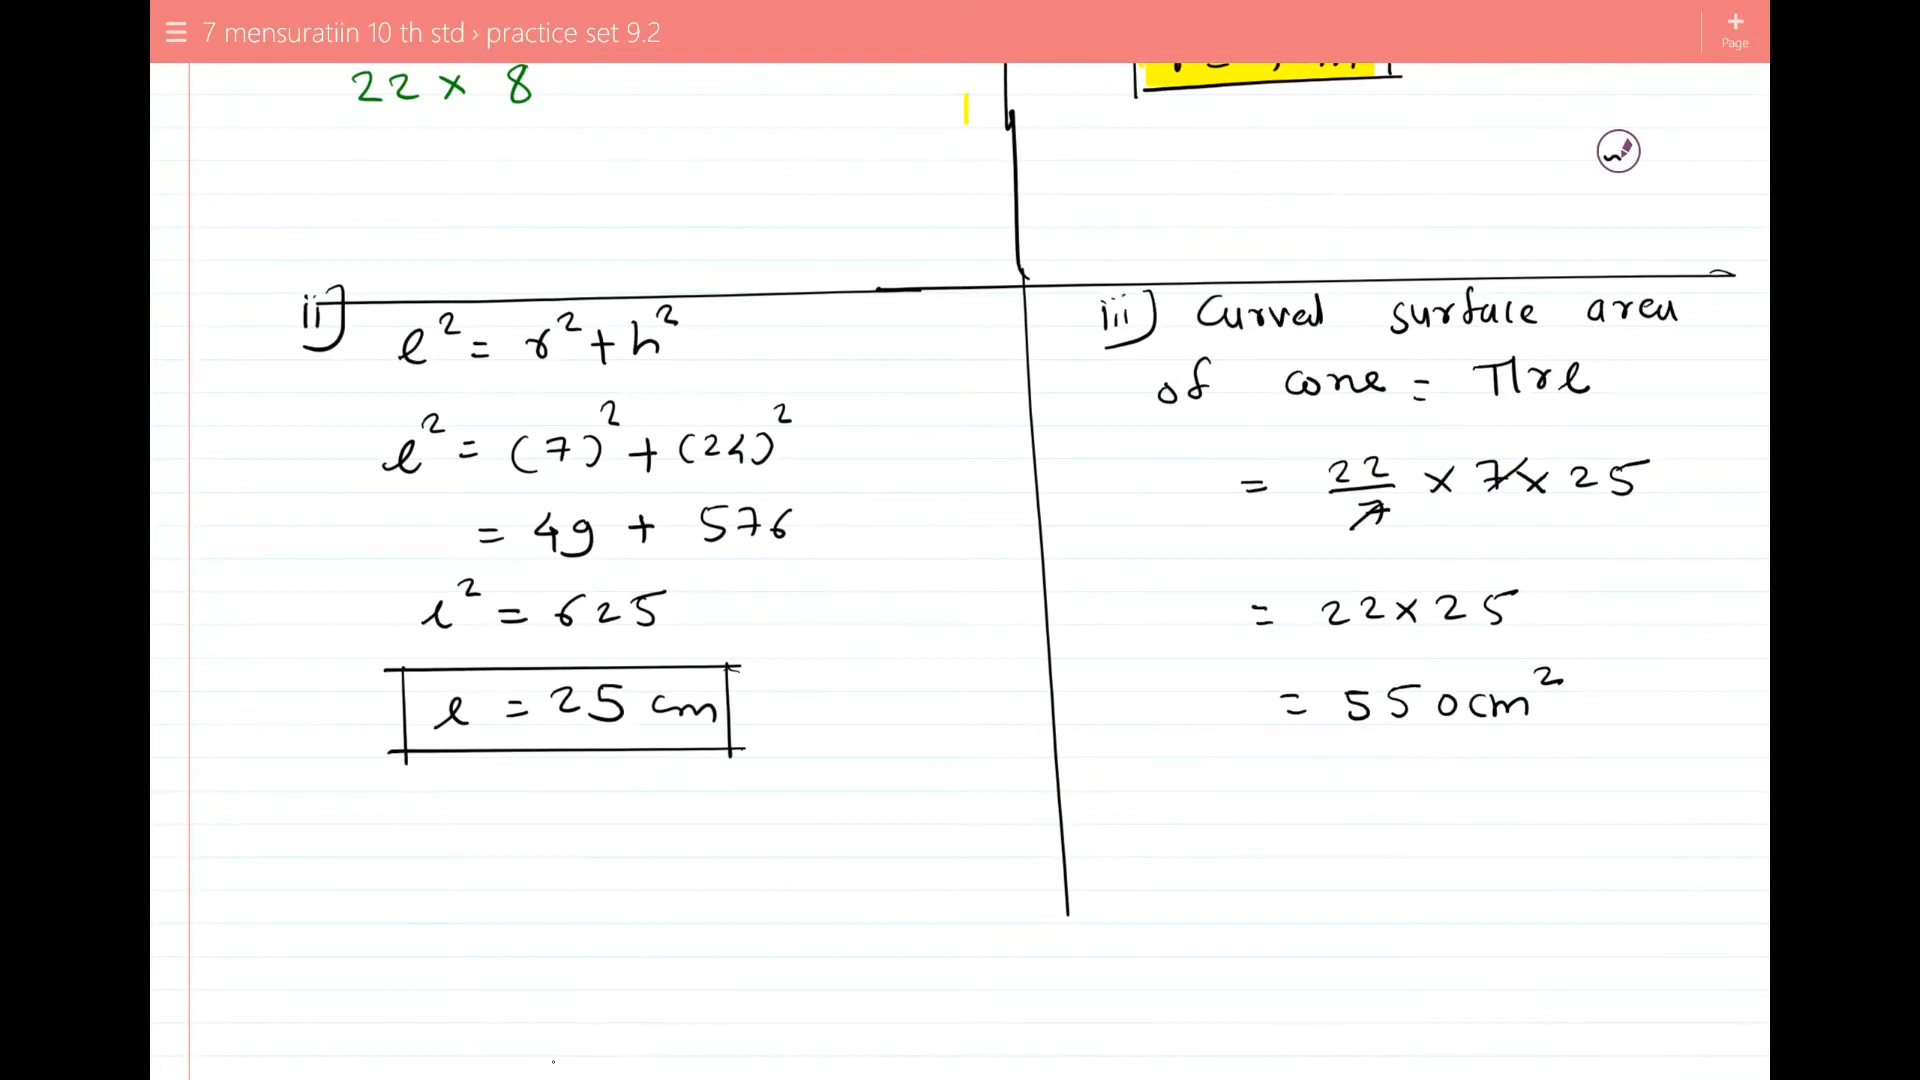 7 mensuratiin 10 th std › practice set 9.2
Page
22 × 8
ii)
l² = r² + h²
l² = (7)² + (24)²
= 49 + 576
l² = 625
l = 25 cm
iii) Curved surface area
of cone = πrl
= 22/7 × 7 × 25
= 22 × 25
= 550 cm²